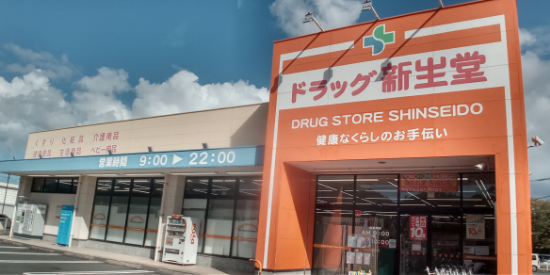 ドラッグ新生堂
DRUG STORE SHINSEIDO
健康なくらしのお手伝い
くすり 化粧品 介護用品
ベビー用品
営業時間 9:00 ▶ 22:00